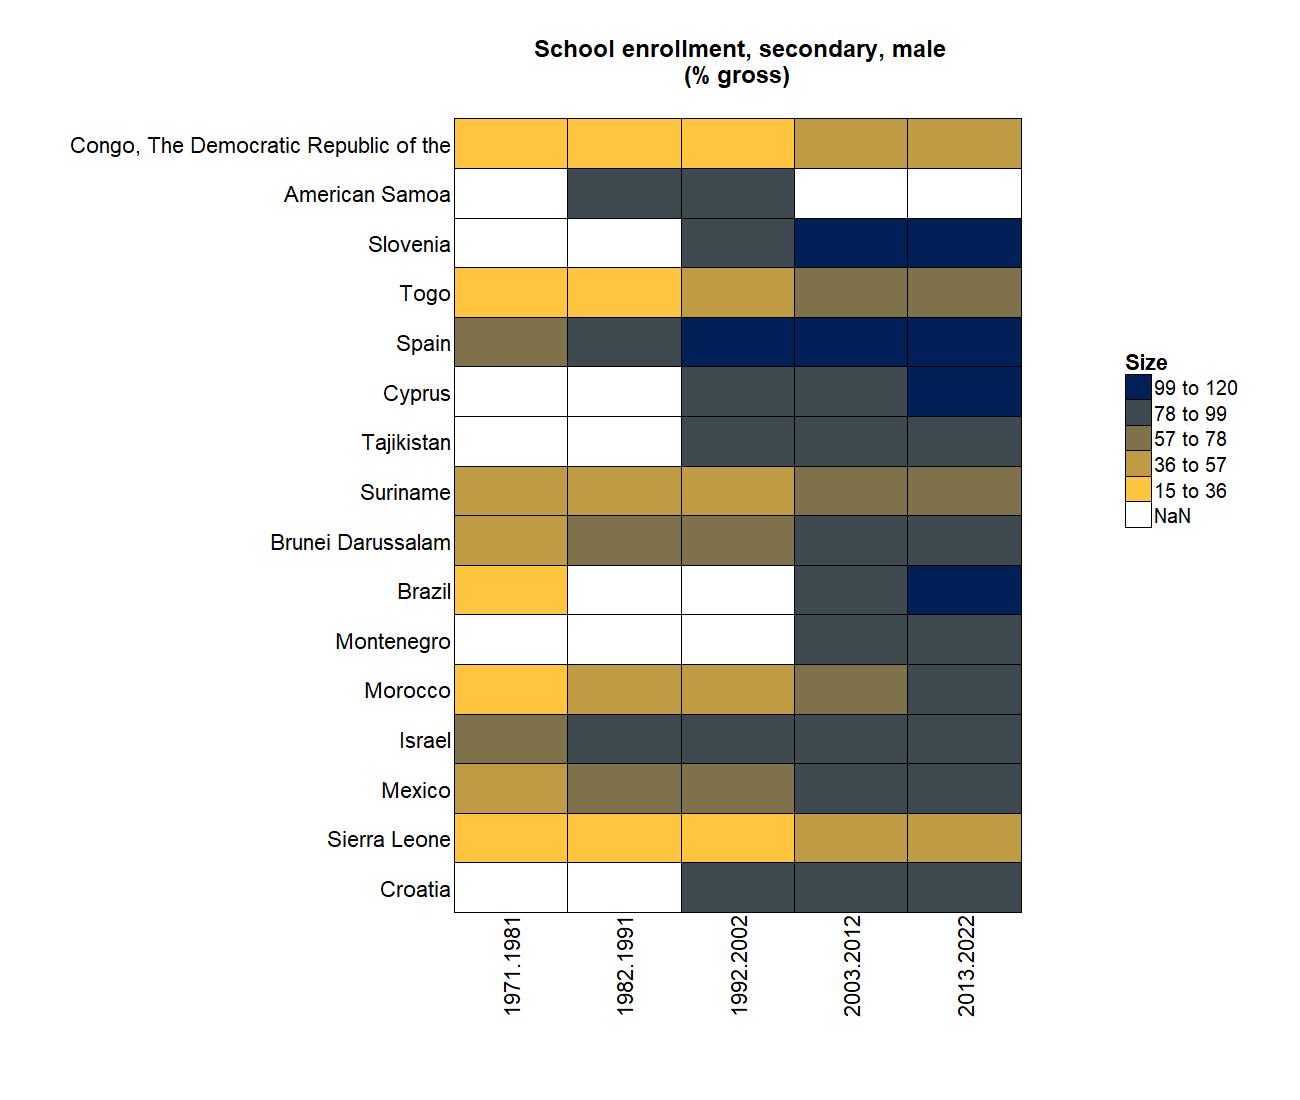 School enrollment, secondary, male
(% gross)
Congo, The Democratic Republic of the
American Samoa
Slovenia
Togo
Spain
Cyprus
Tajikistan
Suriname
Brunei Darussalam
Brazil
Montenegro
Morocco
Israel
Mexico
Sierra Leone
Croatia
1971.1981
1982.1991
1992.2002
2003.2012
2013.2022
Size
99 to 120
78 to 99
57 to 78
36 to 57
15 to 36
NaN